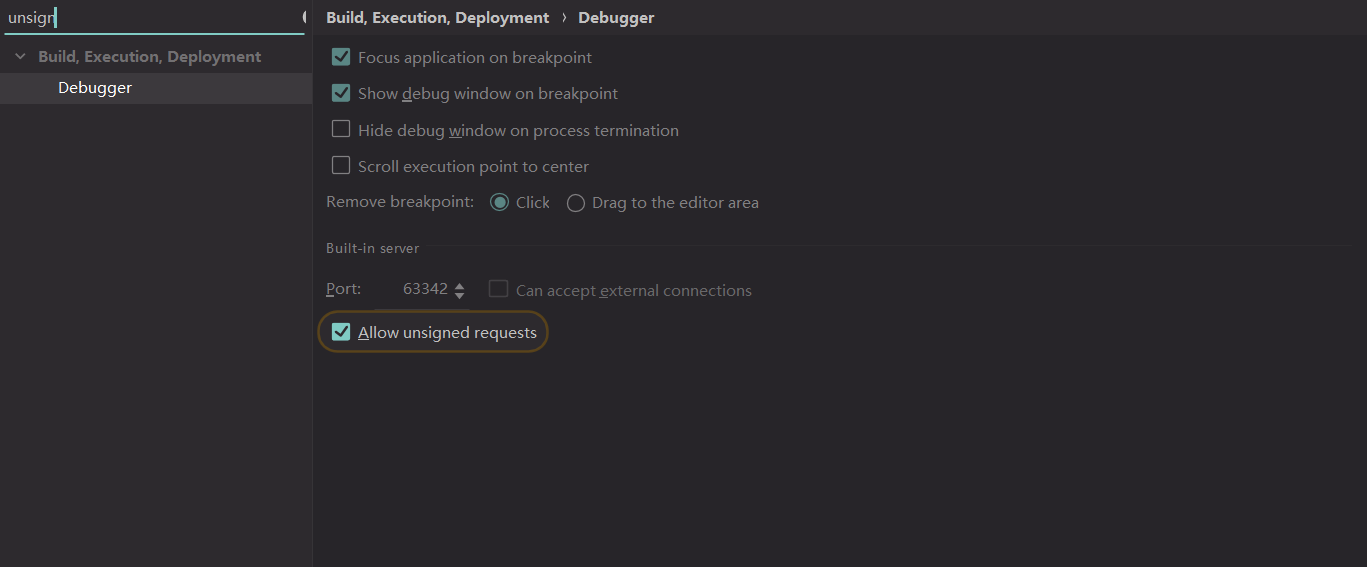 unsign
Build, Execution, Deployment
Debugger
Build, Execution, Deployment › Debugger
Focus application on breakpoint
Show debug window on breakpoint
Hide debug window on process termination
Scroll execution point to center
Remove breakpoint: Click Drag to the editor area
Built-in server
Port: 63342 Can accept external connections
Allow unsigned requests